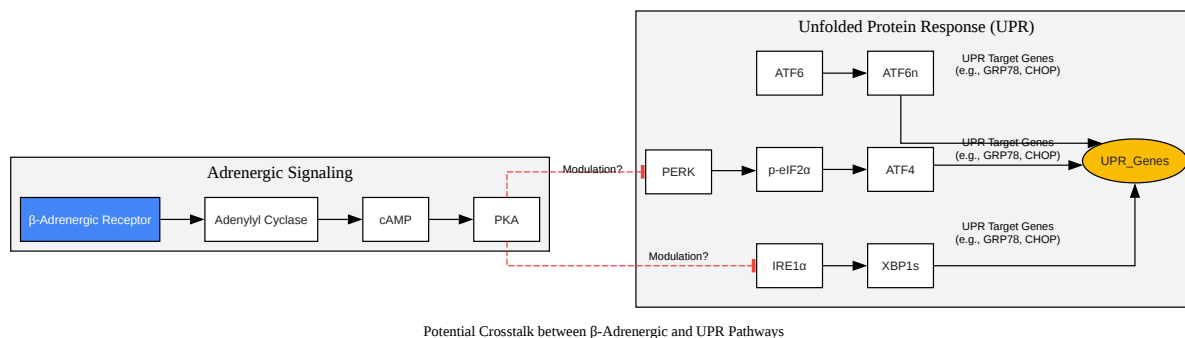 Unfolded Protein Response (UPR)
ATF6
ATF6n
UPR Target Genes
(e.g., GRP78, CHOP)
Adrenergic Signaling
β-Adrenergic Receptor
Adenylyl Cyclase
cAMP
PKA
Modulation?
PERK
p-eIF2α
ATF4
UPR Target Genes
(e.g., GRP78, CHOP)
UPR_Genes
Modulation?
IRE1α
XBP1s
UPR Target Genes
(e.g., GRP78, CHOP)
Potential Crosstalk between β-Adrenergic and UPR Pathways